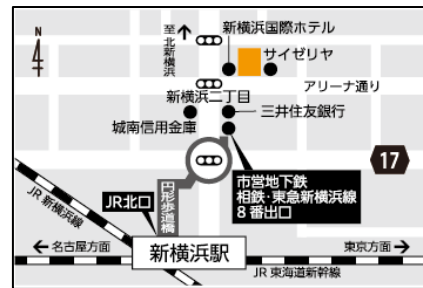 N
至北新横浜
新横浜国際ホテル
サイゼリヤ
アリーナ通り
新横浜二丁目
三井住友銀行
城南信用金庫
17
市営地下鉄
相鉄・東急新横浜線
8番出口
円形歩道橋
JR北口
JR 新横浜線
新横浜駅
名古屋方面
東京方面
JR 東海道新幹線